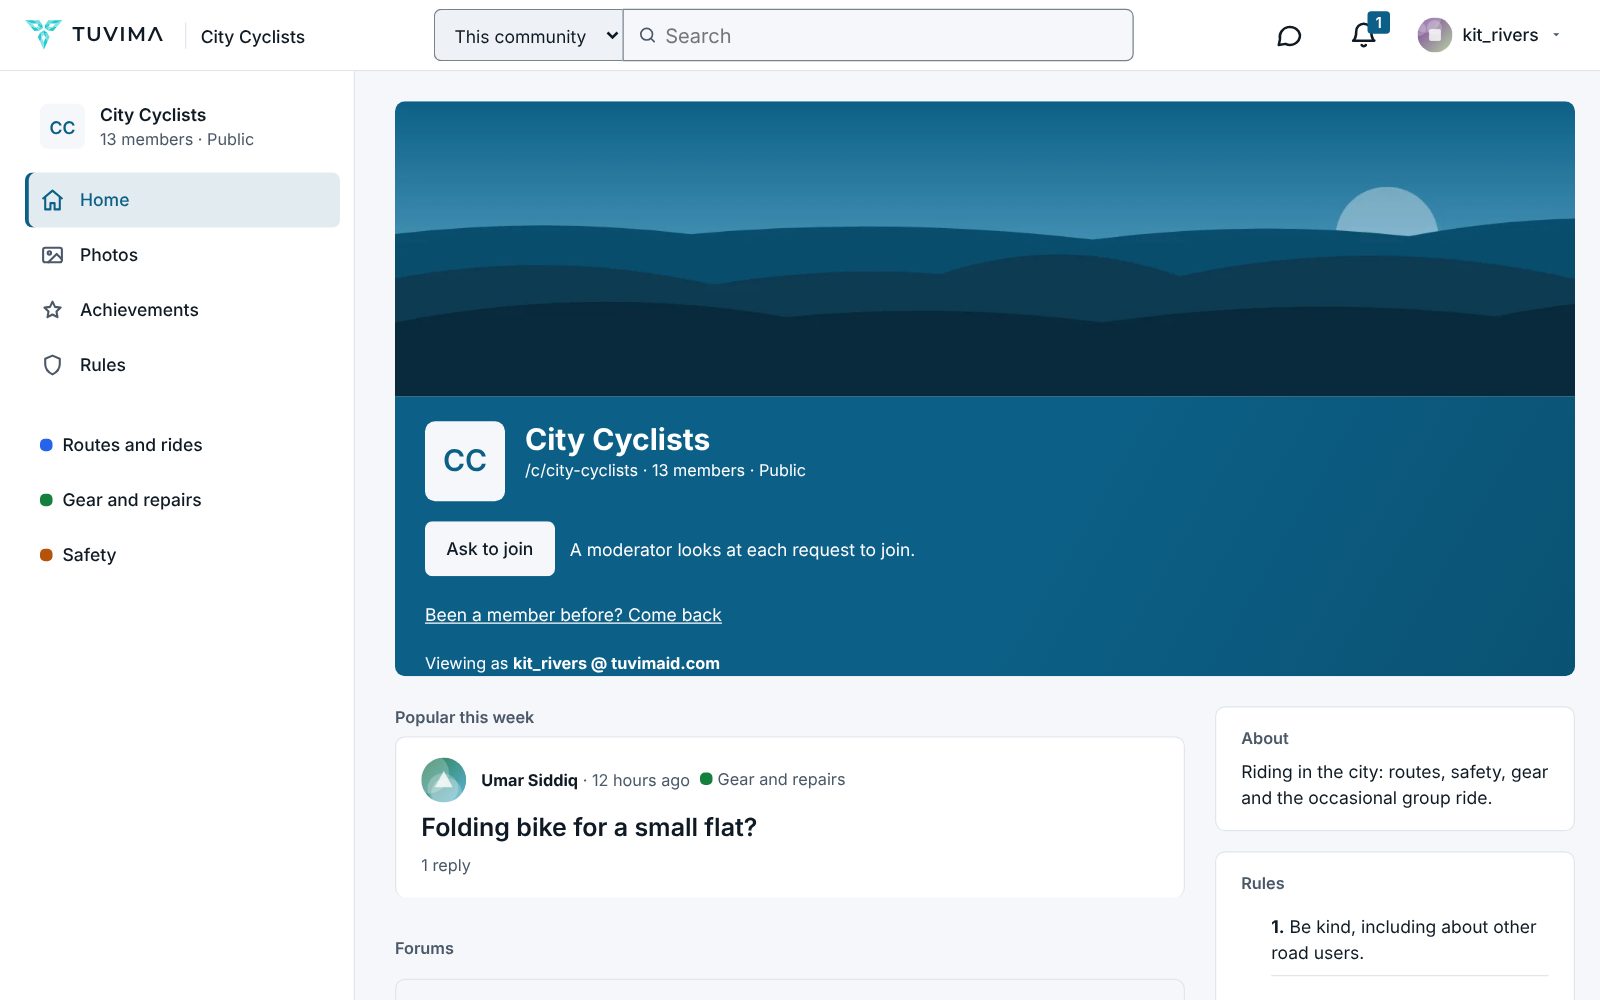 TUVIMA
City Cyclists
This community
Search
1
kit_rivers
CC
City Cyclists
13 members · Public
Home
Photos
Achievements
Rules
Routes and rides
Gear and repairs
Safety
CC
City Cyclists
/c/city-cyclists · 13 members · Public
Ask to join
A moderator looks at each request to join.
Been a member before? Come back
Viewing as kit_rivers @ tuvimaid.com
Popular this week
Umar Siddiq · 12 hours ago
Gear and repairs
Folding bike for a small flat?
1 reply
Forums
About
Riding in the city: routes, safety, gear
and the occasional group ride.
Rules
1. Be kind, including about other
road users.